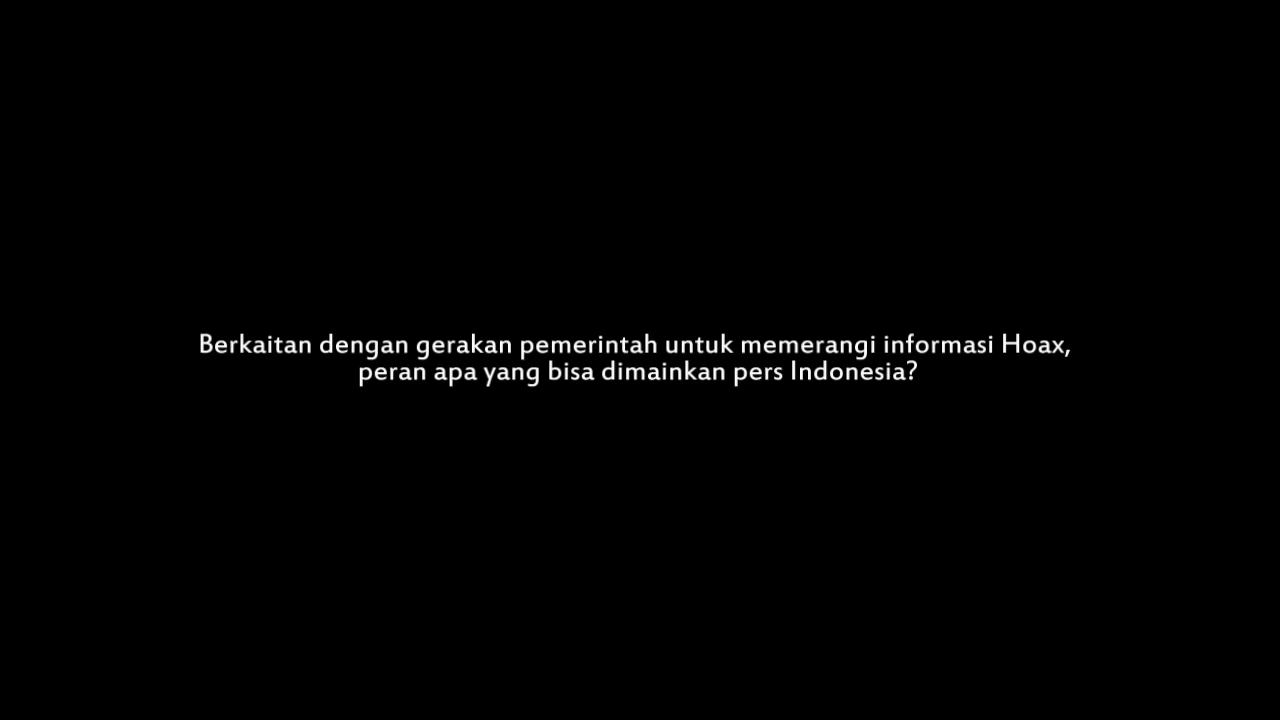 Berkaitan dengan gerakan pemerintah untuk memerangi informasi Hoax,
peran apa yang bisa dimainkan pers Indonesia?